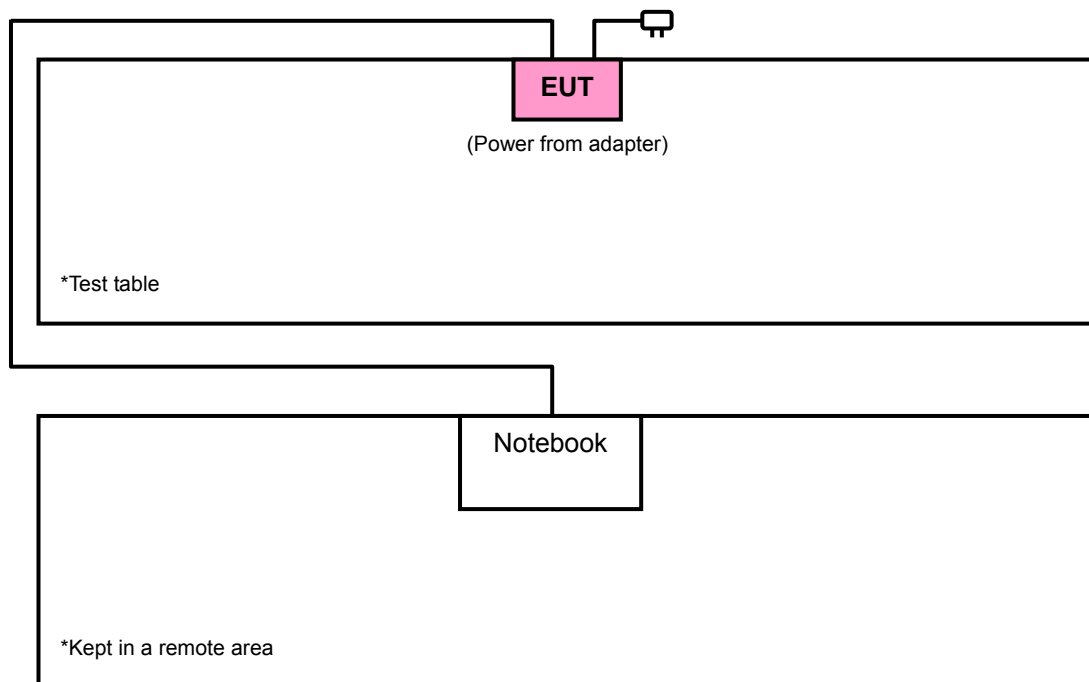 EUT
(Power from adapter)
*Test table
Notebook
*Kept in a remote area